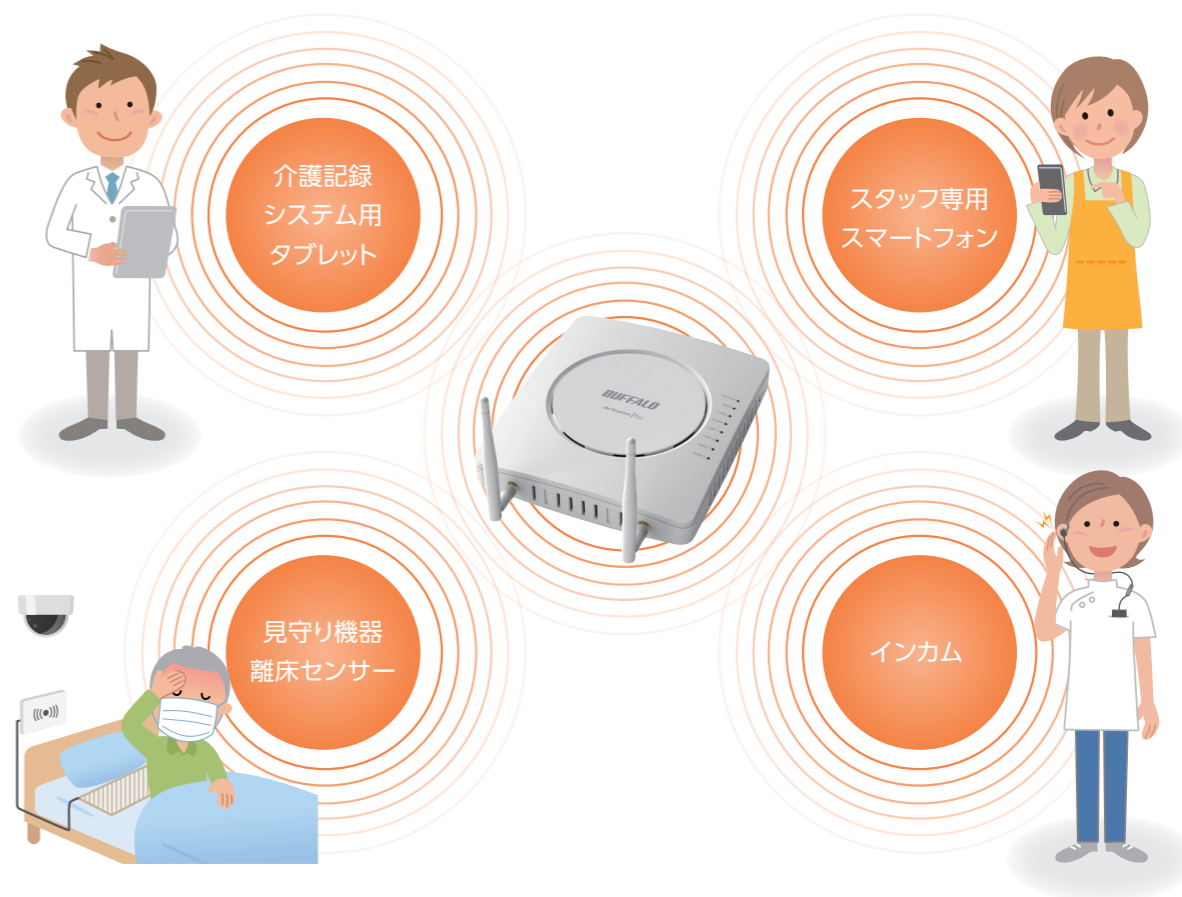 介護記録
システム用
タブレット
スタッフ専用
スマートフォン
BUFFALO
AirStation Pro
見守り機器
離床センサー
インカム